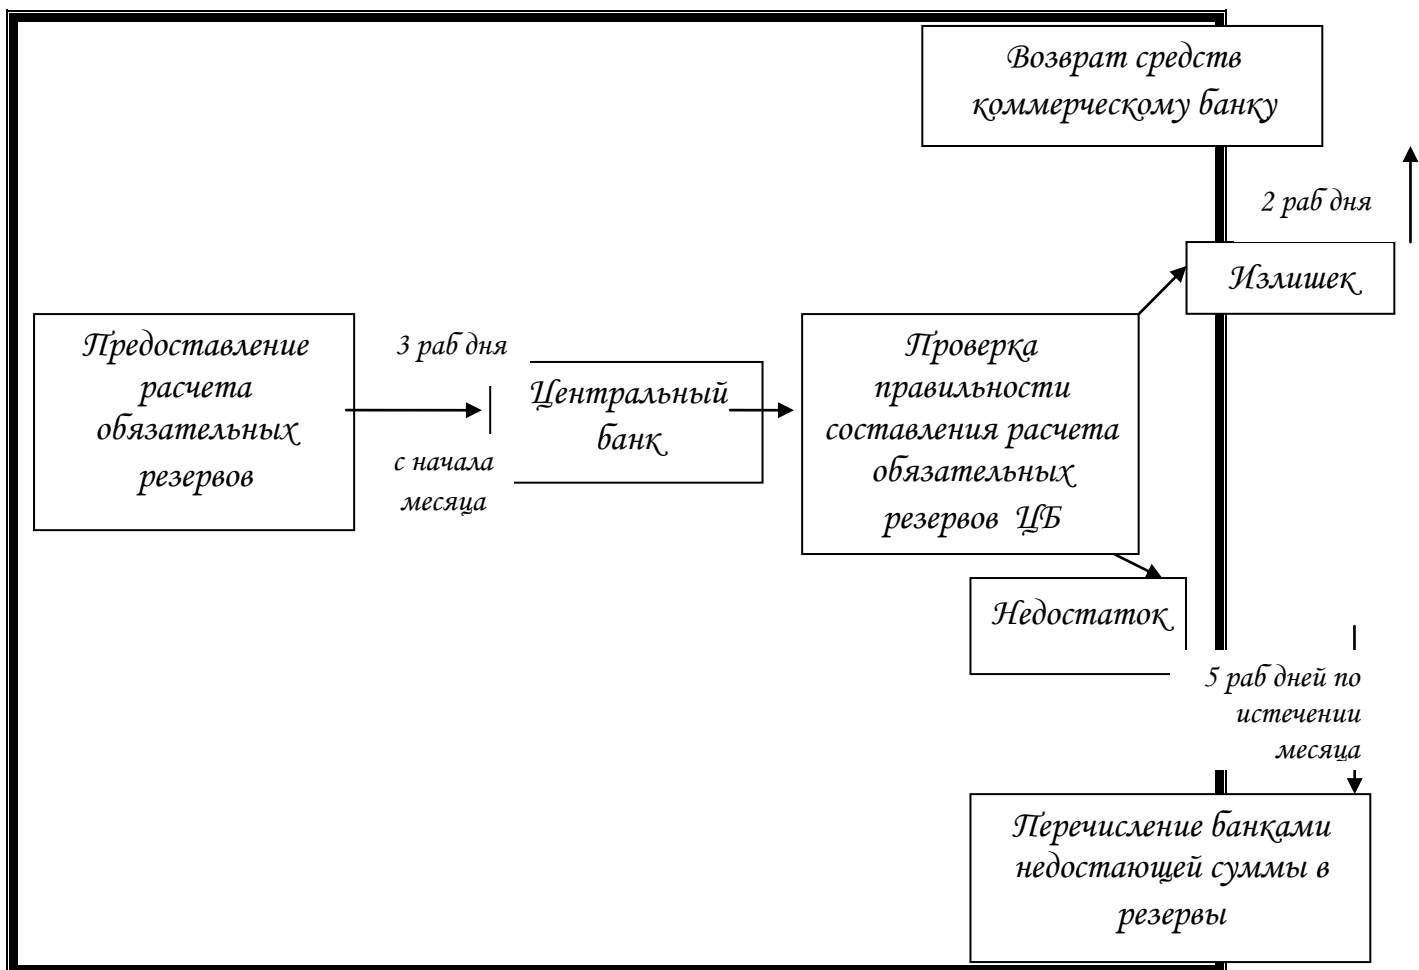 Возврат средств
коммерческому банку
2 раб дня
Излишек
Предоставление
расчета
обязательных
резервов
3 раб дня
с начала
месяца
Центральный
банк
Проверка
правильности
составления расчета
обязательных
резервов ЦБ
Недостаток
5 раб дней по
истечении
месяца
Перечисление банками
недостающей суммы в
резервы